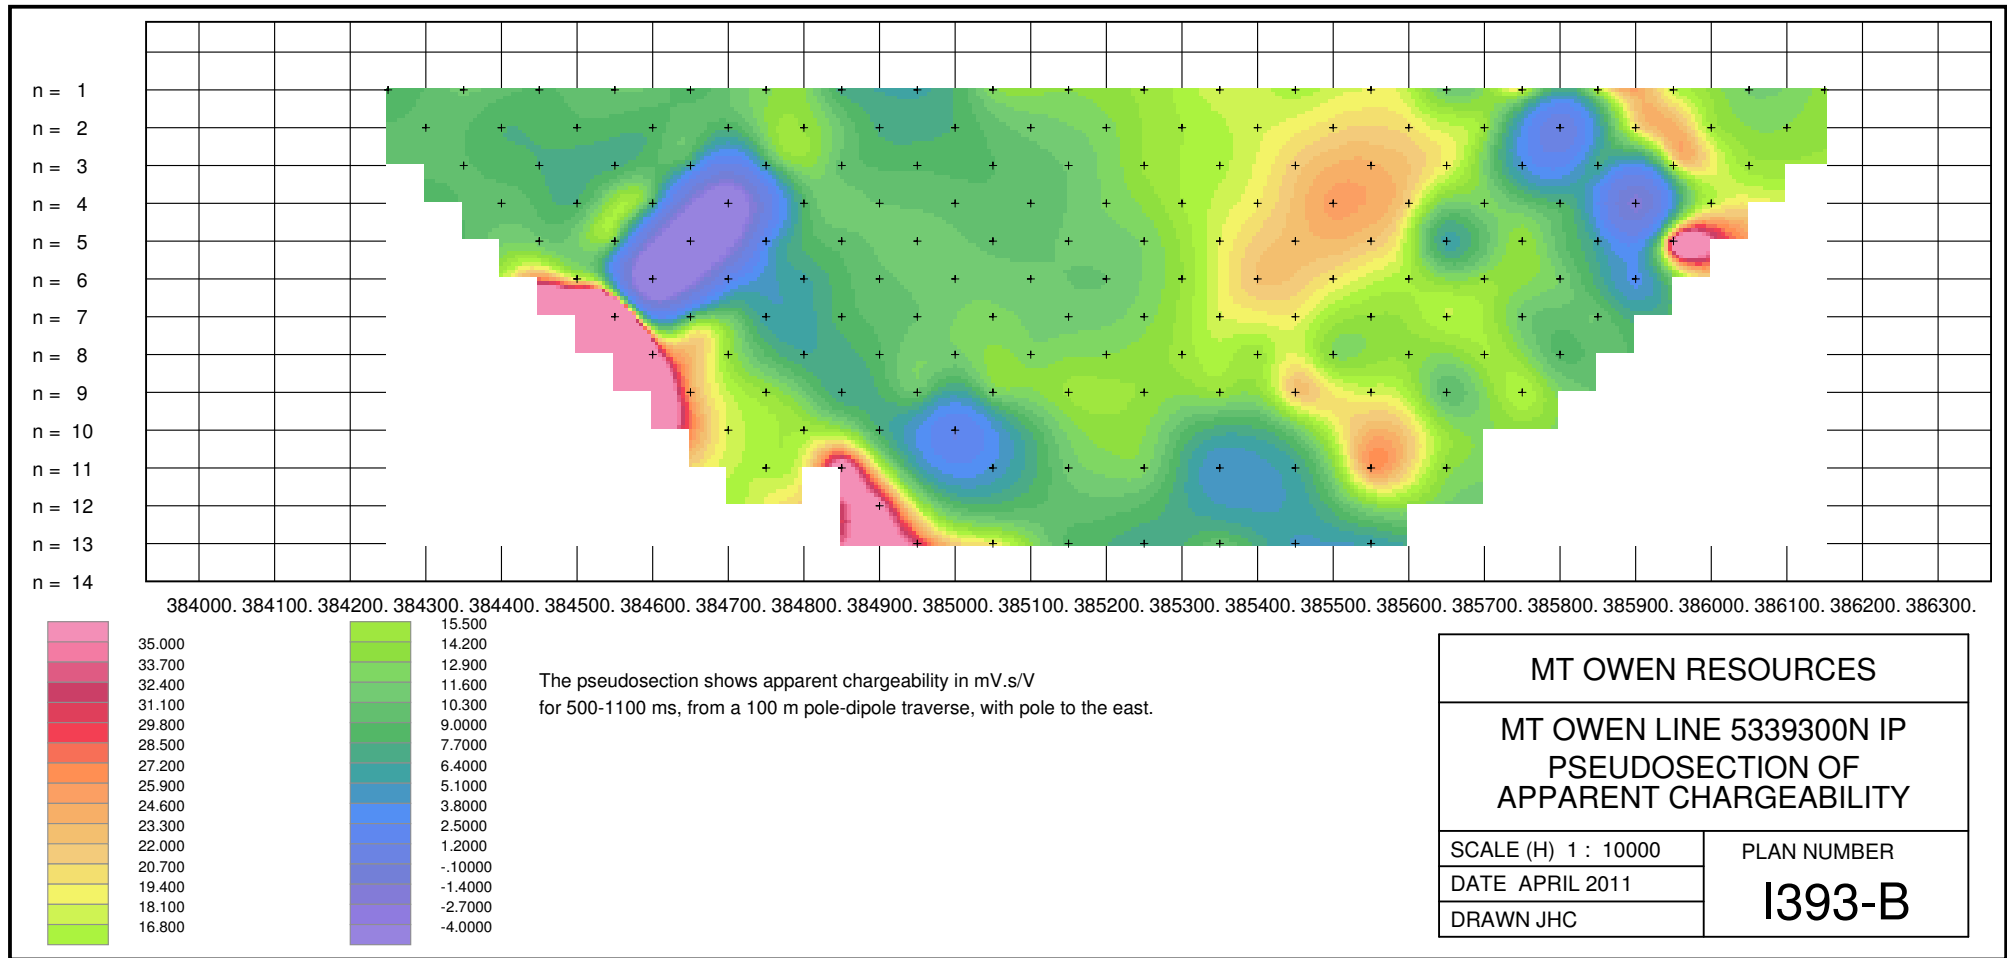 n = 1
n = 2
n = 3
n = 4
n = 5
n = 6
n = 7
n = 8
n = 9
n = 10
n = 11
n = 12
n = 13
n = 14
384000. 384100. 384200. 384300. 384400. 384500. 384600. 384700. 384800. 384900. 385000. 385100. 385200. 385300. 385400. 385500. 385600. 385700. 385800. 385900. 386000. 386100. 386200. 386300.
35.000
33.700
32.400
31.100
29.800
28.500
27.200
25.900
24.600
23.300
22.000
20.700
19.400
18.100
16.800
15.500
14.200
12.900
11.600
10.300
9.0000
7.7000
6.4000
5.1000
3.8000
2.5000
1.2000
-.10000
-1.4000
-2.7000
-4.0000
The pseudosection shows apparent chargeability in mV.s/V
for 500-1100 ms, from a 100 m pole-dipole traverse, with pole to the east.
MT OWEN RESOURCES
MT OWEN LINE 5339300N IP
PSEUDOSECTION OF
APPARENT CHARGEABILITY
SCALE (H) 1 : 10000
DATE APRIL 2011
DRAWN JHC
PLAN NUMBER
I393-B